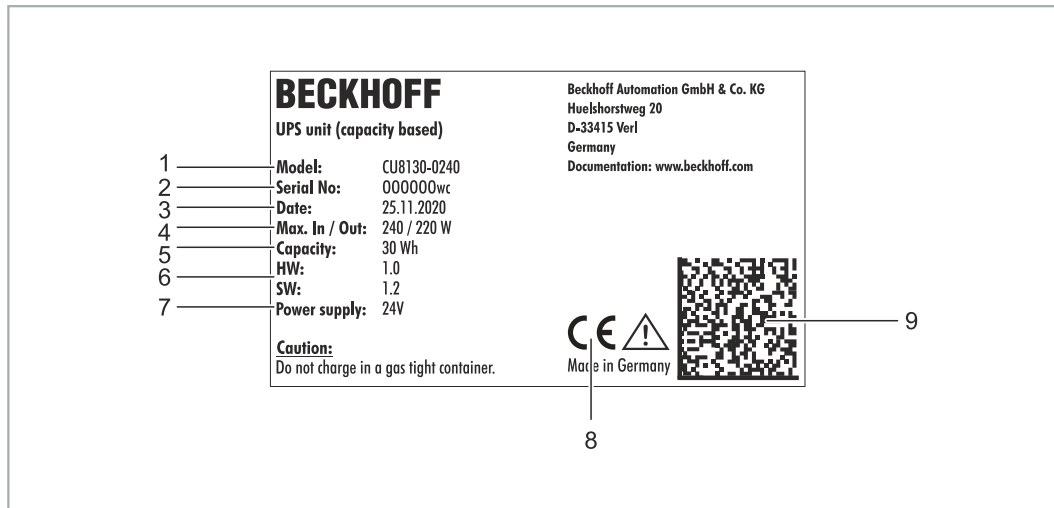 BECKHOFF
UPS unit (capacity based)
Beckhoff Automation GmbH & Co. KG
Huelshorstweg 20
D-33415 Verl
Germany
Documentation: www.beckhoff.com
1 Model: CU8130-0240
2 Serial No: 000000wc
3 Date: 25.11.2020
4 Max. In / Out: 240 / 220 W
5 Capacity: 30 Wh
6 HW: 1.0
SW: 1.2
7 Power supply: 24V
Caution:
Do not charge in a gas tight container.
CE
Made in Germany
9
8